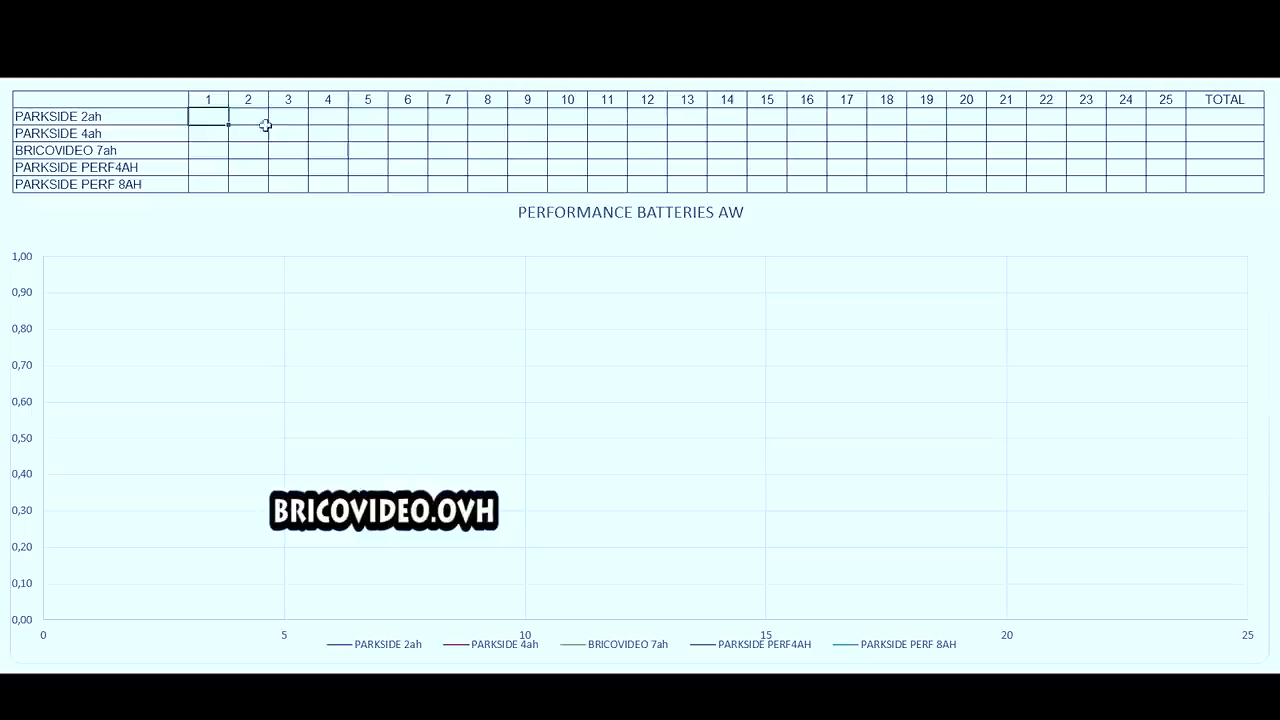 1 2 3 4 5 6 7 8 9 10 11 12 13 14 15 16 17 18 19 20 21 22 23 24 25 TOTAL
PARKSIDE 2ah
PARKSIDE 4ah
BRICOVIDEO 7ah
PARKSIDE PERF4AH
PARKSIDE PERF 8AH
PERFORMANCE BATTERIES AW
1,00
0,90
0,80
0,70
0,60
0,50
0,40
0,30
BRICOVIDEO.OVH
0,20
0,10
0,00
0 5 10 15 20 25
PARKSIDE 2ah PARKSIDE 4ah BRICOVIDEO 7ah PARKSIDE PERF4AH PARKSIDE PERF 8AH